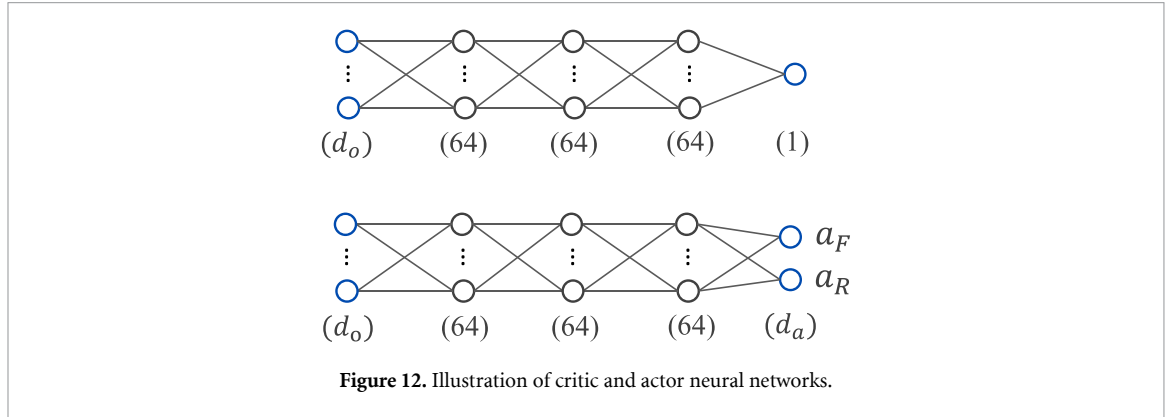 (d_o) (64) (64) (64) (1)
a_F
a_R
(d_o) (64) (64) (64) (d_a)
Figure 12. Illustration of critic and actor neural networks.